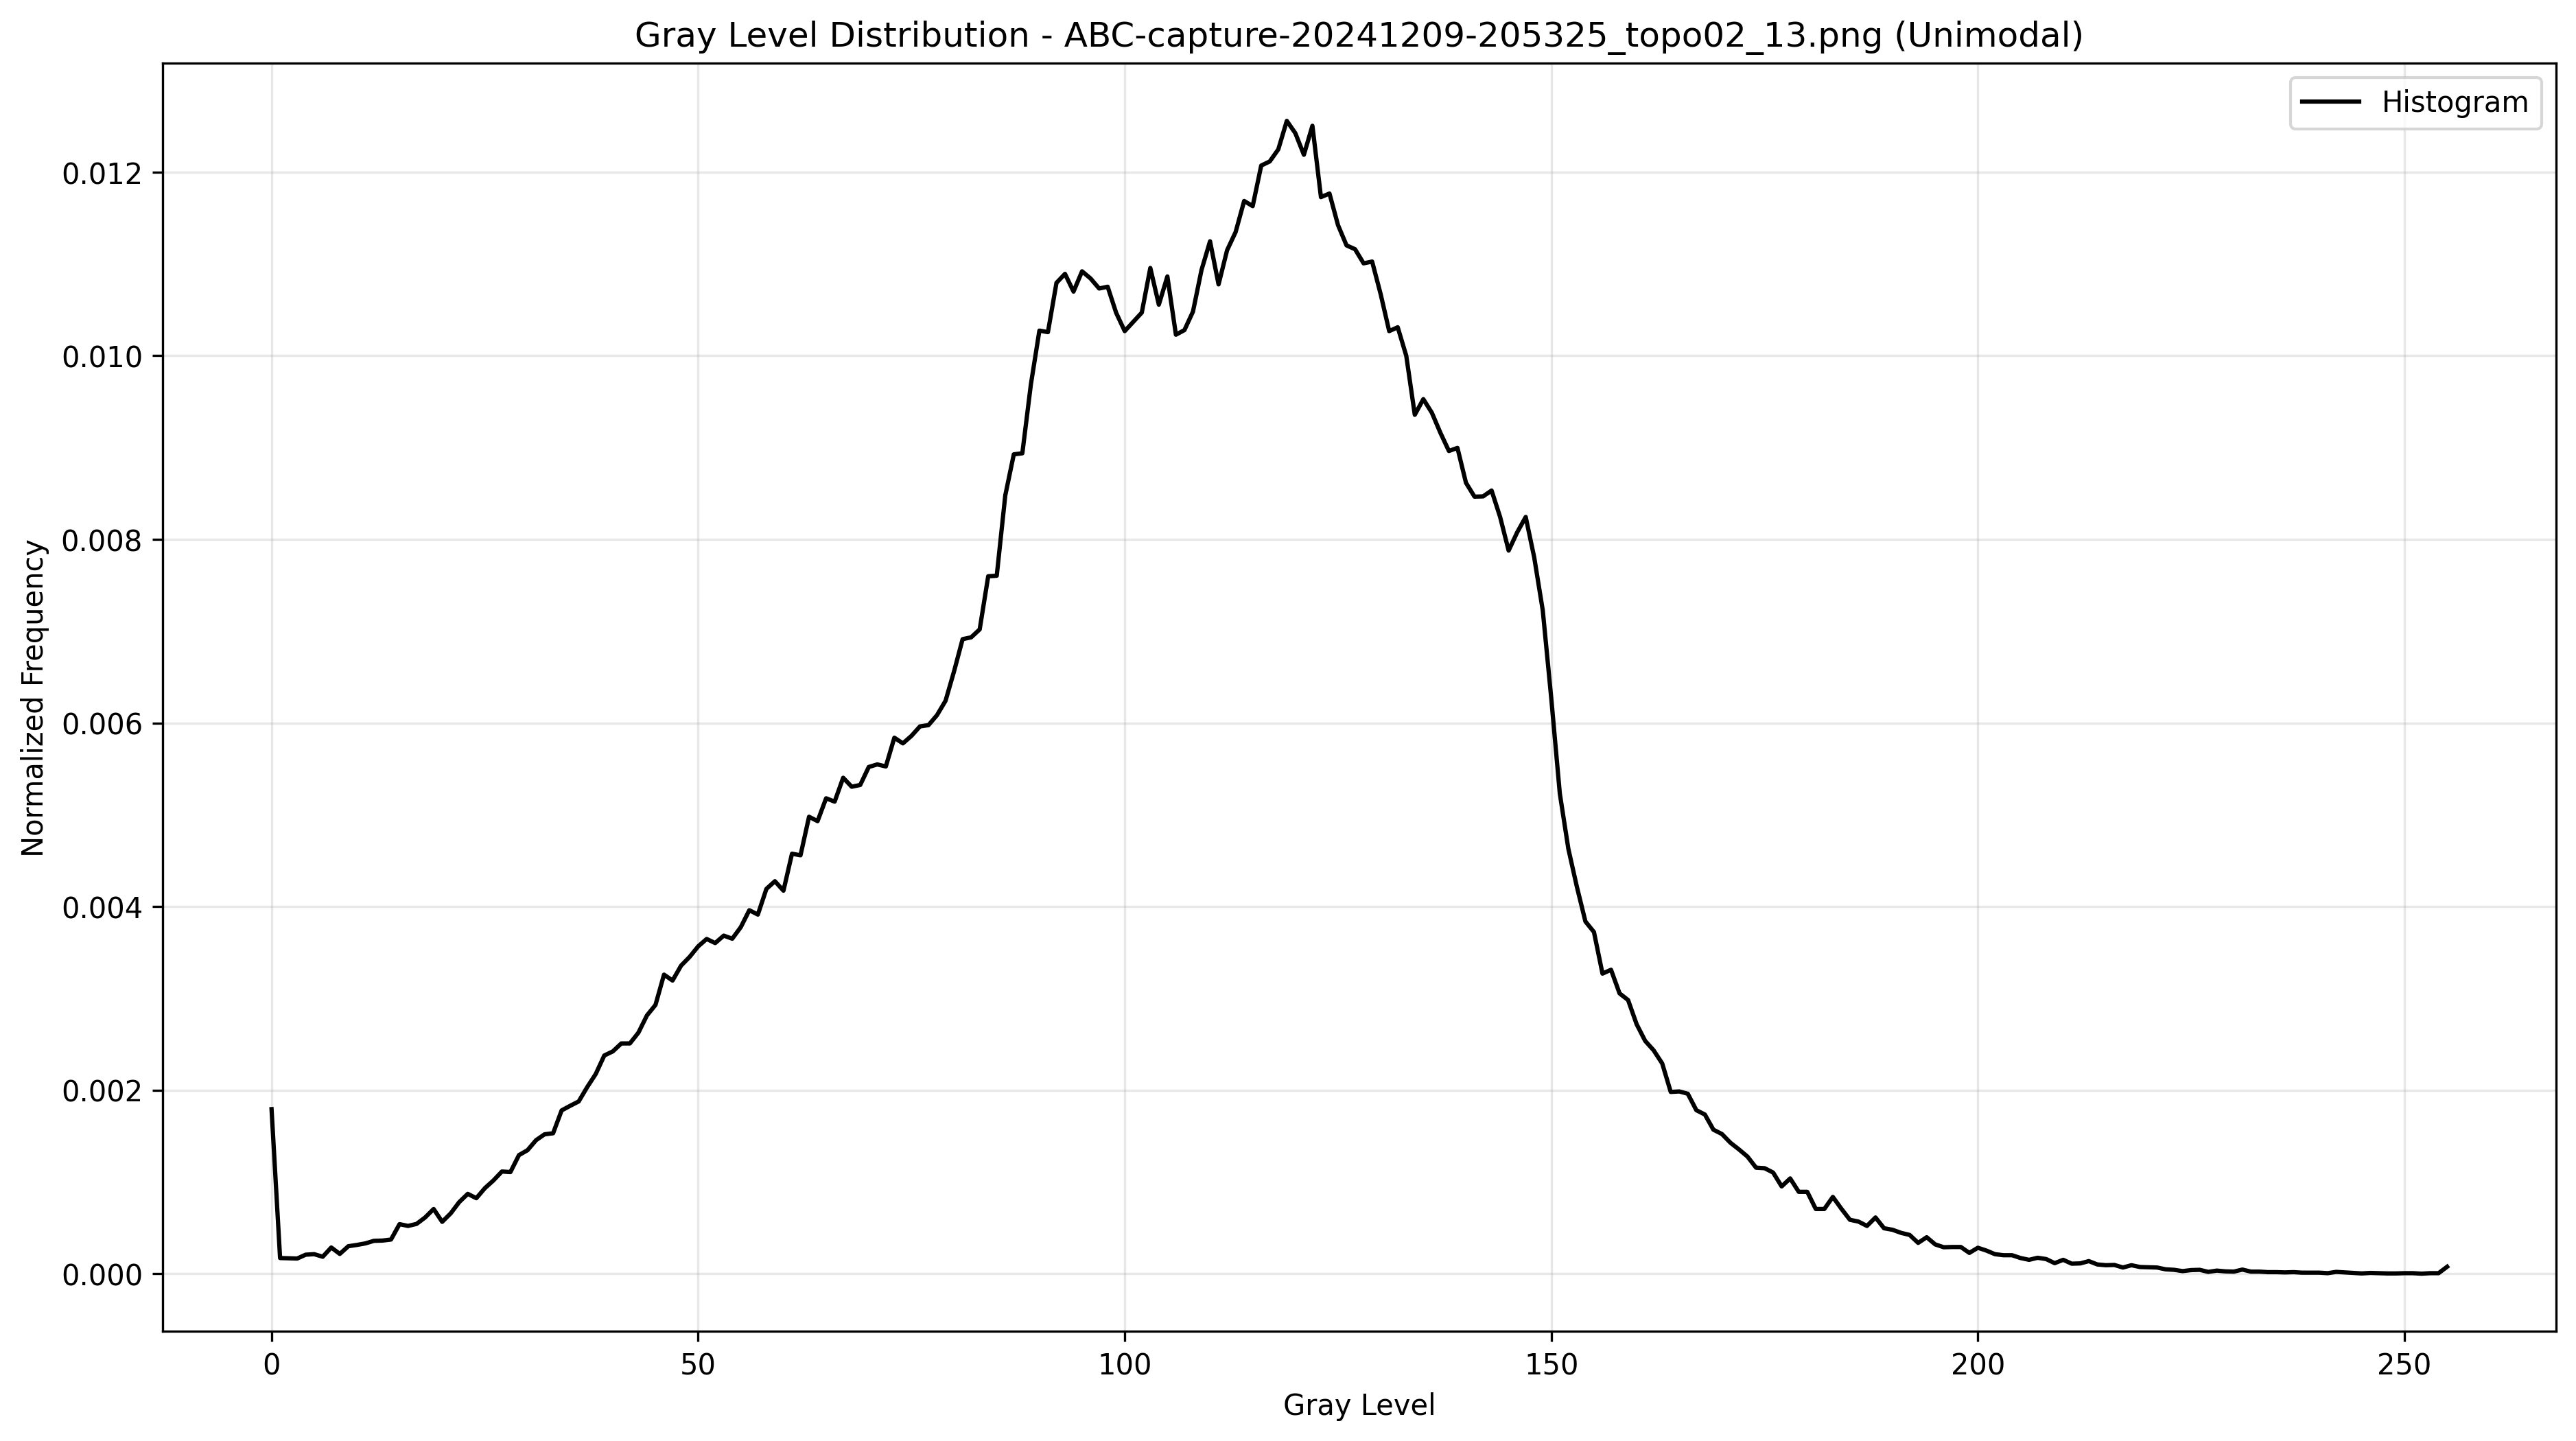 Gray Level Distribution - ABC-capture-20241209-205325_topo02_13.png (Unimodal)
Histogram
0.012
0.010
0.008
0.006
0.004
0.002
0.000
Normalized Frequency
0 50 100 150 200 250
Gray Level